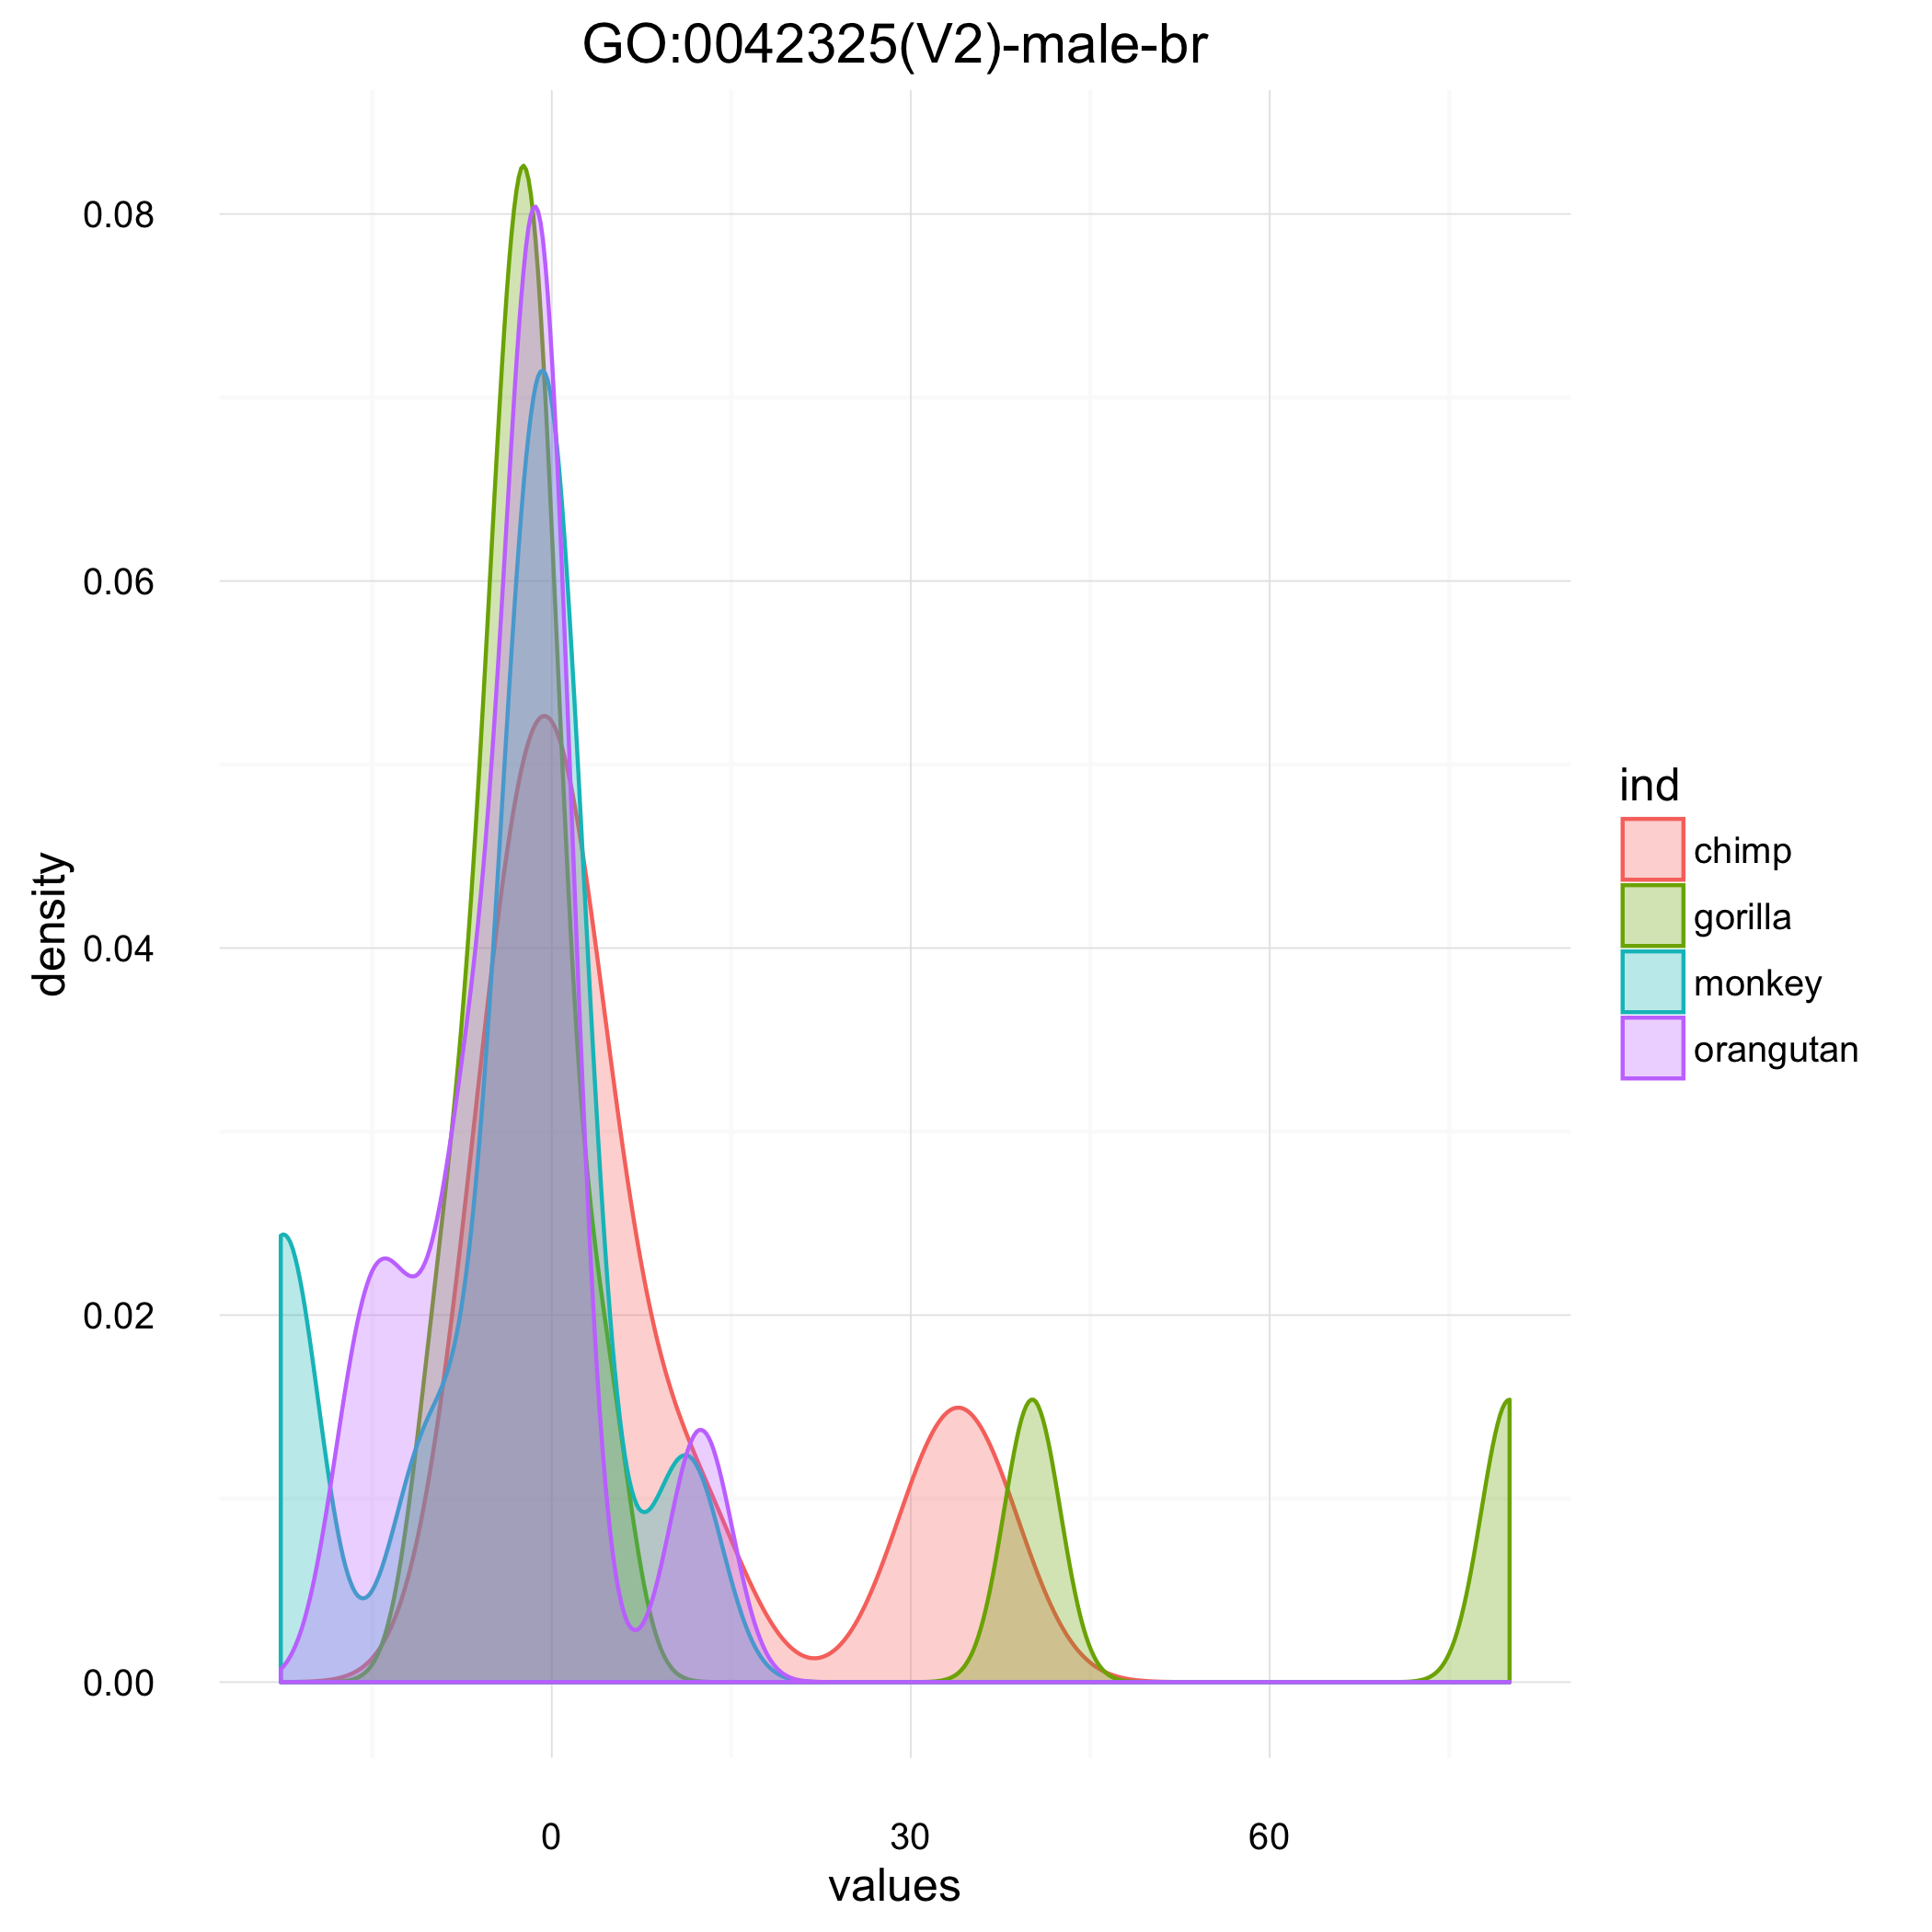 GO:0042325(V2)-male-br
0.08
0.06
0.04
0.02
0.00
density
0 30 60
values
ind
chimp
gorilla
monkey
orangutan